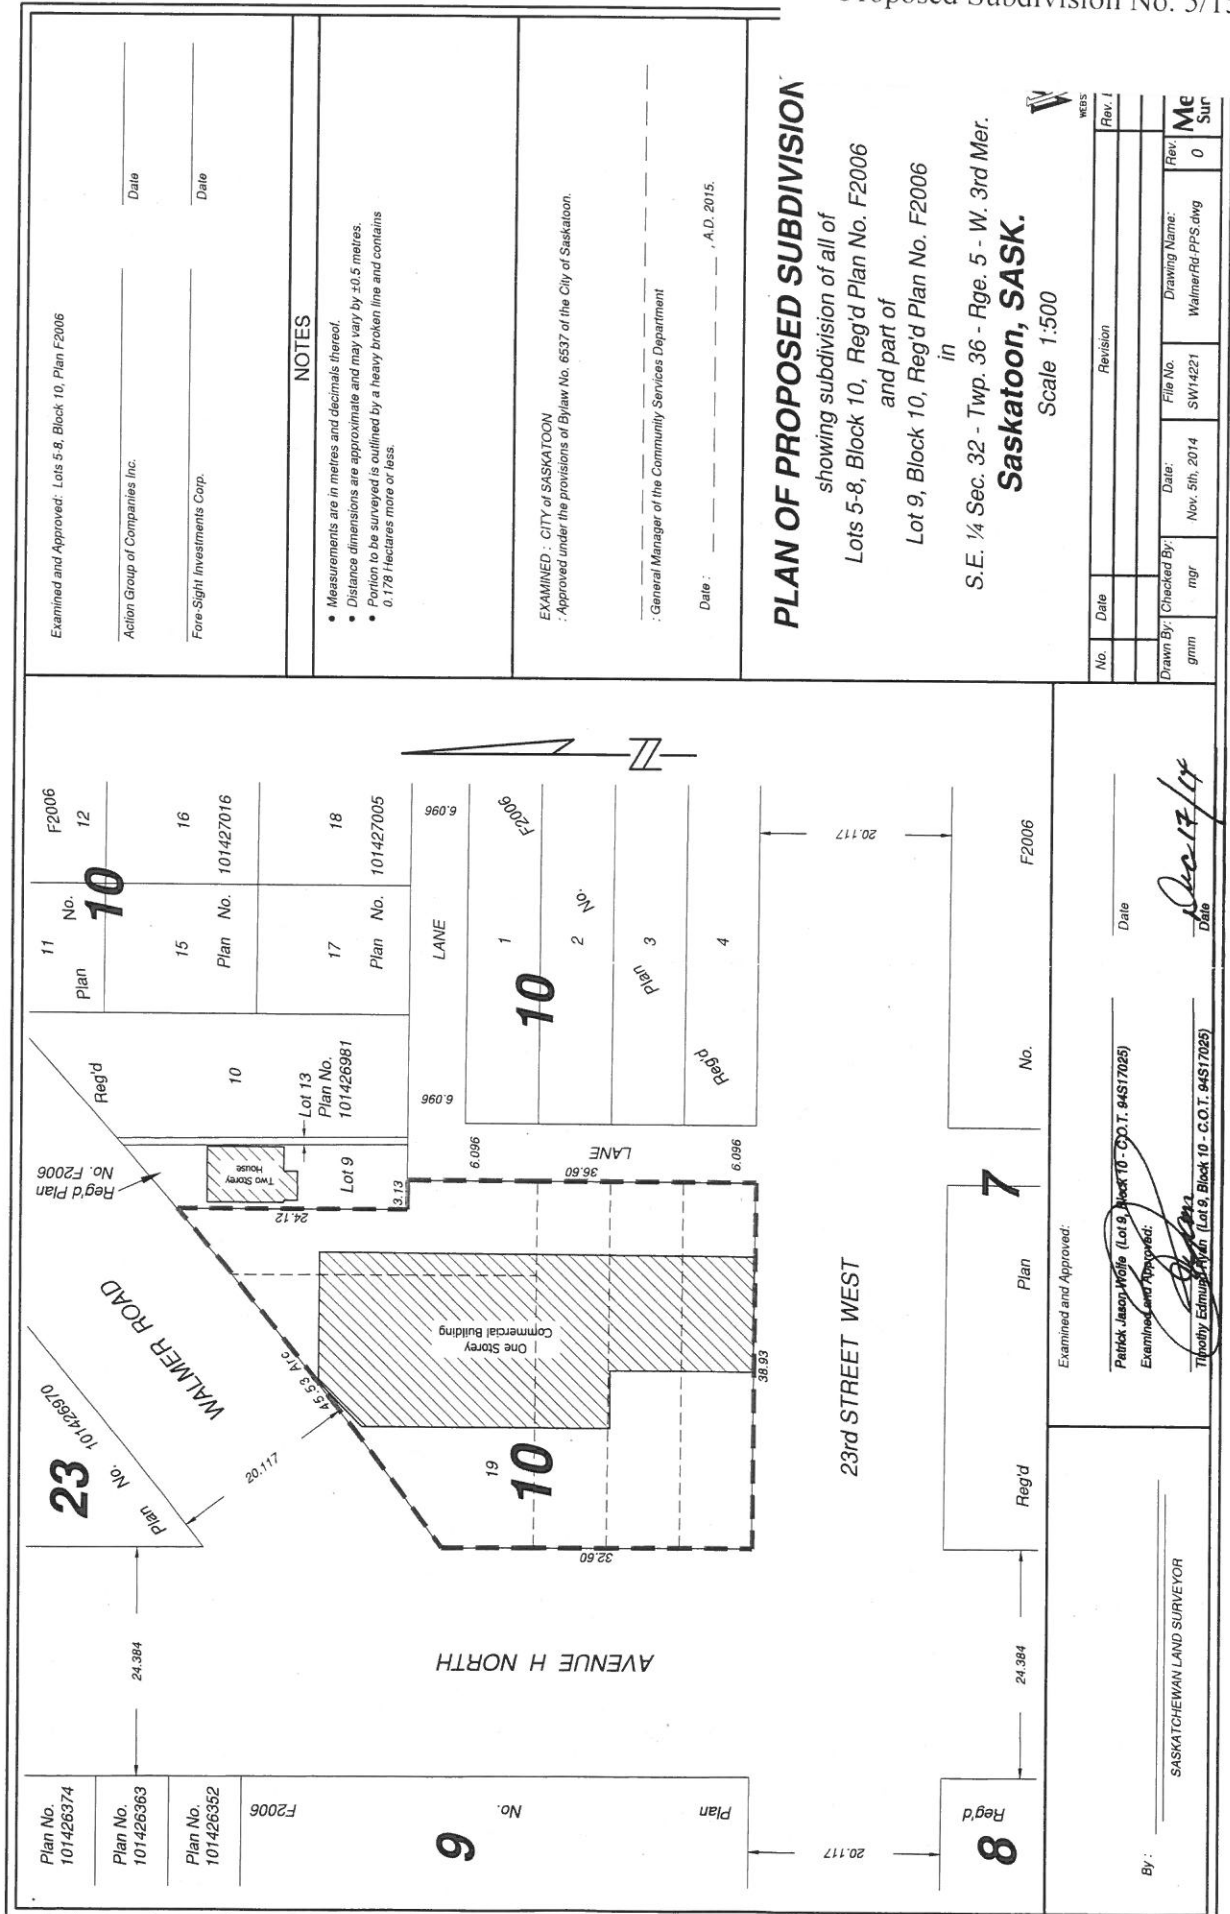 Proposed Subdivision No. 5/15
Examined and Approved: Lots 5-8, Block 10, Plan F2006
Action Group of Companies Inc.
Date
Fore-Sight Investments Corp.
Date
NOTES
• Measurements are in metres and decimals thereof.
• Distance dimensions are approximate and may vary by ±0.5 metres.
• Portion to be surveyed is outlined by a heavy broken line and contains
0.178 Hectares more or less.
EXAMINED : CITY of SASKATOON
: Approved under the provisions of Bylaw No. 6537 of the City of Saskatoon.
: General Manager of the Community Services Department
Date : , A.D. 2015.
PLAN OF PROPOSED SUBDIVISION
showing subdivision of all of
Lots 5-8, Block 10, Reg'd Plan No. F2006
and part of
Lot 9, Block 10, Reg'd Plan No. F2006
in
S.E. ¼ Sec. 32 - Twp. 36 - Rge. 5 - W. 3rd Mer.
Saskatoon, SASK.
Scale 1:500
WEBS
No. Date Revision Rev.
Drawn By: Checked By: Date: File No. Drawing Name: Rev.
gmm mgr Nov. 5th, 2014 SW14221 WalmerRd-PPS.dwg 0
Me
Sur
Plan No.
101426374
Plan No.
101426363
Plan No.
101426352
F2006
No.
Plan
9
24.384
23
Plan No. 101426970
WALMER ROAD
20.117
Reg'd Plan
No. F2006
Reg'd
11
Plan No.
F2006
12
10
10
15
16
Plan No. 101427016
17
18
Plan No. 101427005
Lot 13
Plan No.
101426981
Two Storey
House
Lot 9
24.12
3.13
45.53 Arc
One Storey
Commercial Building
19
10
32.60
38.93
36.60
LANE
6.096
6.096
LANE
6.096
6.096
1
2
3
4
10
Reg'd
Plan
No.
F2006
N
AVENUE H NORTH
23rd STREET WEST
20.117
20.117
8
Reg'd
24.384
7
Reg'd Plan No. F2006
By :
SASKATCHEWAN LAND SURVEYOR
Examined and Approved:
Patrick Jason Wolfe (Lot 9, Block 10 - C.O.T. 94S17025)
Date
Examined and Approved:
Timothy Edmund Ryan (Lot 9, Block 10 - C.O.T. 94S17025)
Dec 17/14
Date